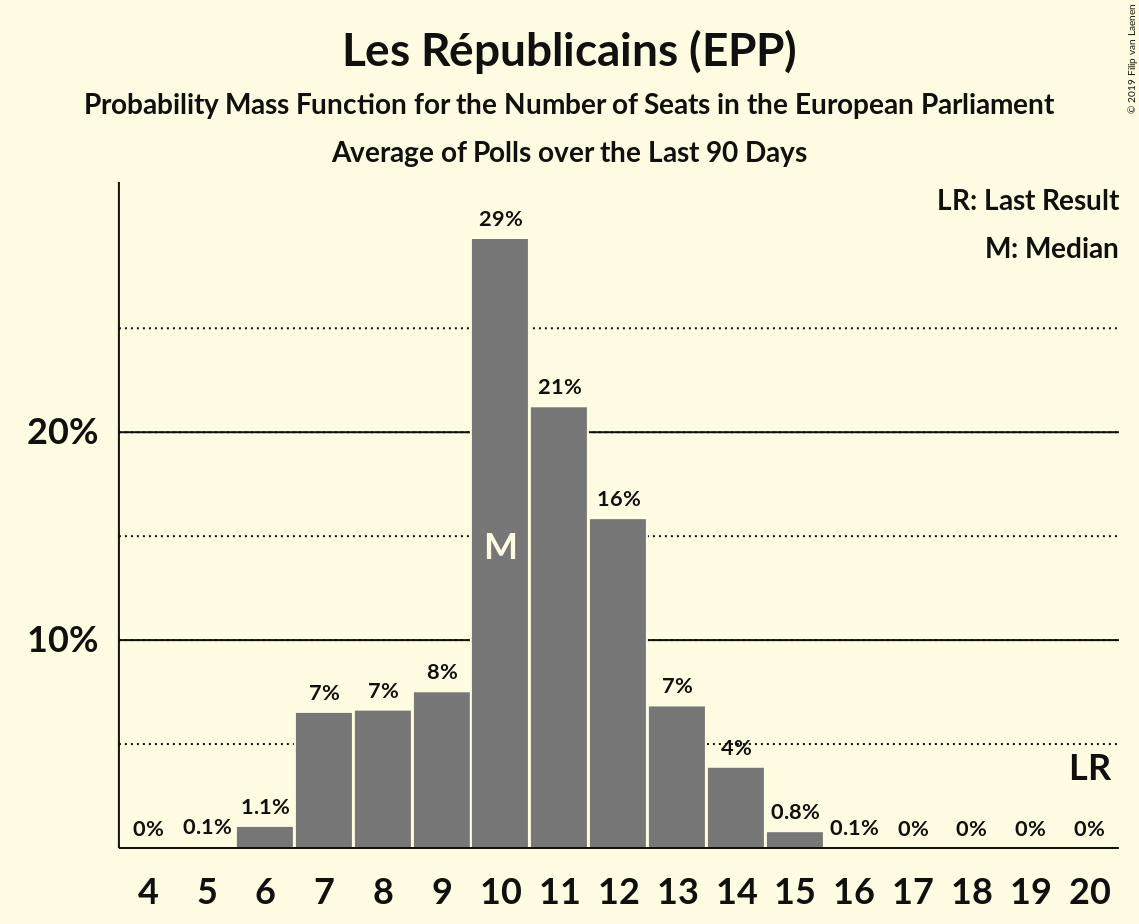 Les Républicains (EPP)
Probability Mass Function for the Number of Seats in the European Parliament
Average of Polls over the Last 90 Days
© 2019 Filip van Laenen
LR: Last Result
M: Median
20%
10%
0%
0.1%
1.1%
7%
7%
8%
29%
21%
16%
7%
4%
0.8%
0.1%
0%
0%
0%
0%
M
LR
4 5 6 7 8 9 10 11 12 13 14 15 16 17 18 19 20